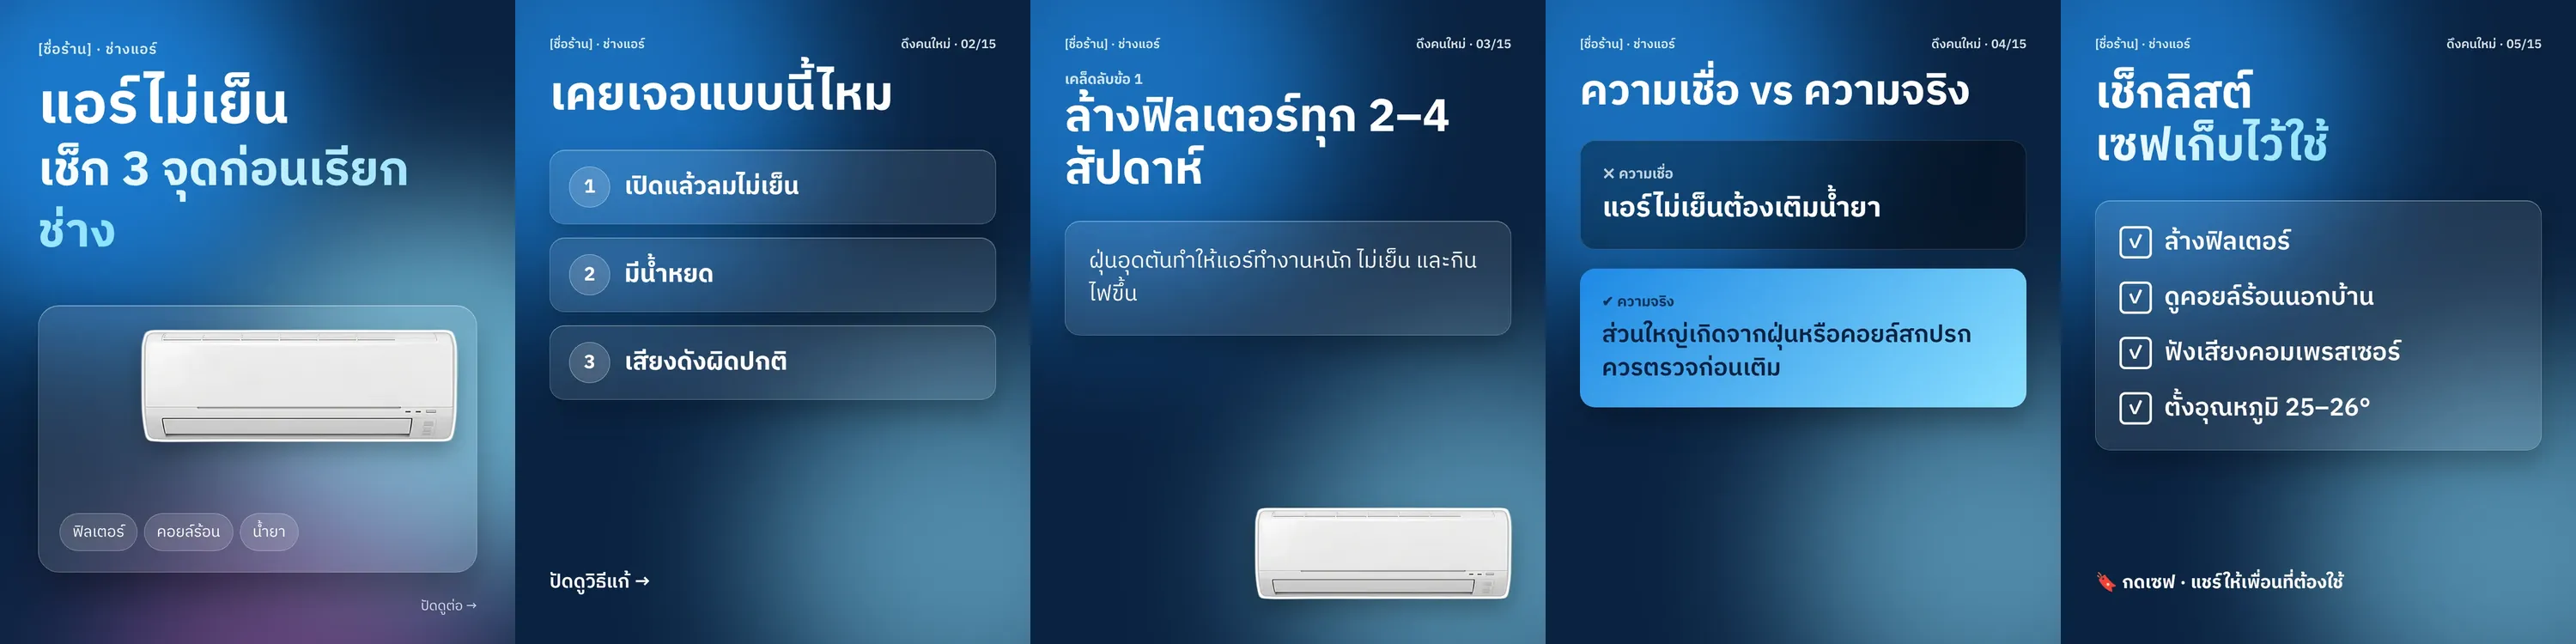 [ชื่อร้าน] · ช่างแอร์
แอร์ไม่เย็น
เช็ก 3 จุดก่อนเรียก
ช่าง
ฟิลเตอร์
คอยล์ร้อน
น้ำยา
ปัดดูต่อ →
[ชื่อร้าน] · ช่างแอร์
ดึงคนใหม่ · 02/15
เคยเจอแบบนี้ไหม
1 เปิดแล้วลมไม่เย็น
2 มีน้ำหยด
3 เสียงดังผิดปกติ
ปัดดูวิธีแก้ →
[ชื่อร้าน] · ช่างแอร์
ดึงคนใหม่ · 03/15
เคล็ดลับข้อ 1
ล้างฟิลเตอร์ทุก 2–4
สัปดาห์
ฝุ่นอุดตันทำให้แอร์ทำงานหนัก ไม่เย็น และกิน
ไฟขึ้น
[ชื่อร้าน] · ช่างแอร์
ดึงคนใหม่ · 04/15
ความเชื่อ vs ความจริง
✕ ความเชื่อ
แอร์ไม่เย็นต้องเติมน้ำยา
✔ ความจริง
ส่วนใหญ่เกิดจากฝุ่นหรือคอยล์สกปรก
ควรตรวจก่อนเติม
[ชื่อร้าน] · ช่างแอร์
ดึงคนใหม่ · 05/15
เช็กลิสต์
เซฟเก็บไว้ใช้
✓ ล้างฟิลเตอร์
✓ ดูคอยล์ร้อนนอกบ้าน
✓ ฟังเสียงคอมเพรสเซอร์
✓ ตั้งอุณหภูมิ 25–26°
🔖 กดเซฟ · แชร์ให้เพื่อนที่ต้องใช้